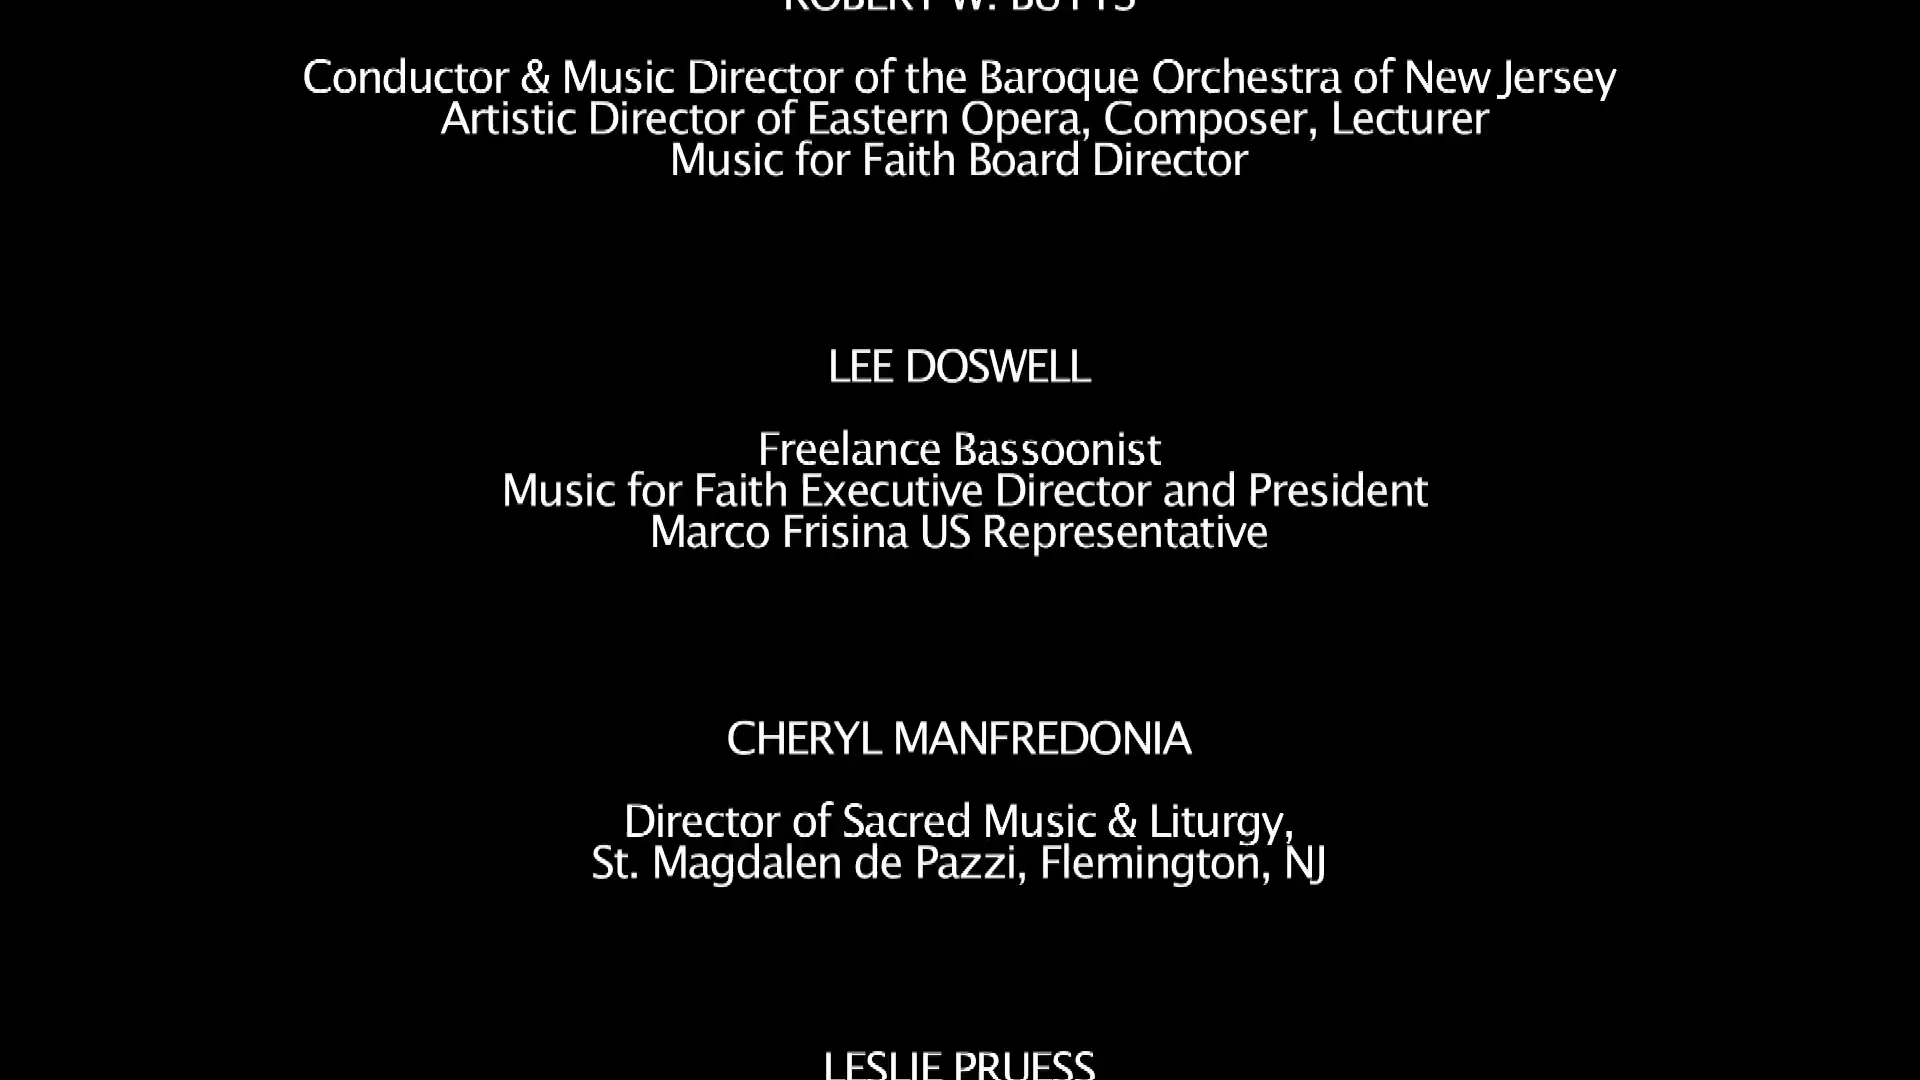 ROBERT W. BUTTS
Conductor & Music Director of the Baroque Orchestra of New Jersey
Artistic Director of Eastern Opera, Composer, Lecturer
Music for Faith Board Director
LEE DOSWELL
Freelance Bassoonist
Music for Faith Executive Director and President
Marco Frisina US Representative
CHERYL MANFREDONIA
Director of Sacred Music & Liturgy,
St. Magdalen de Pazzi, Flemington, NJ
LESLIE PRUESS